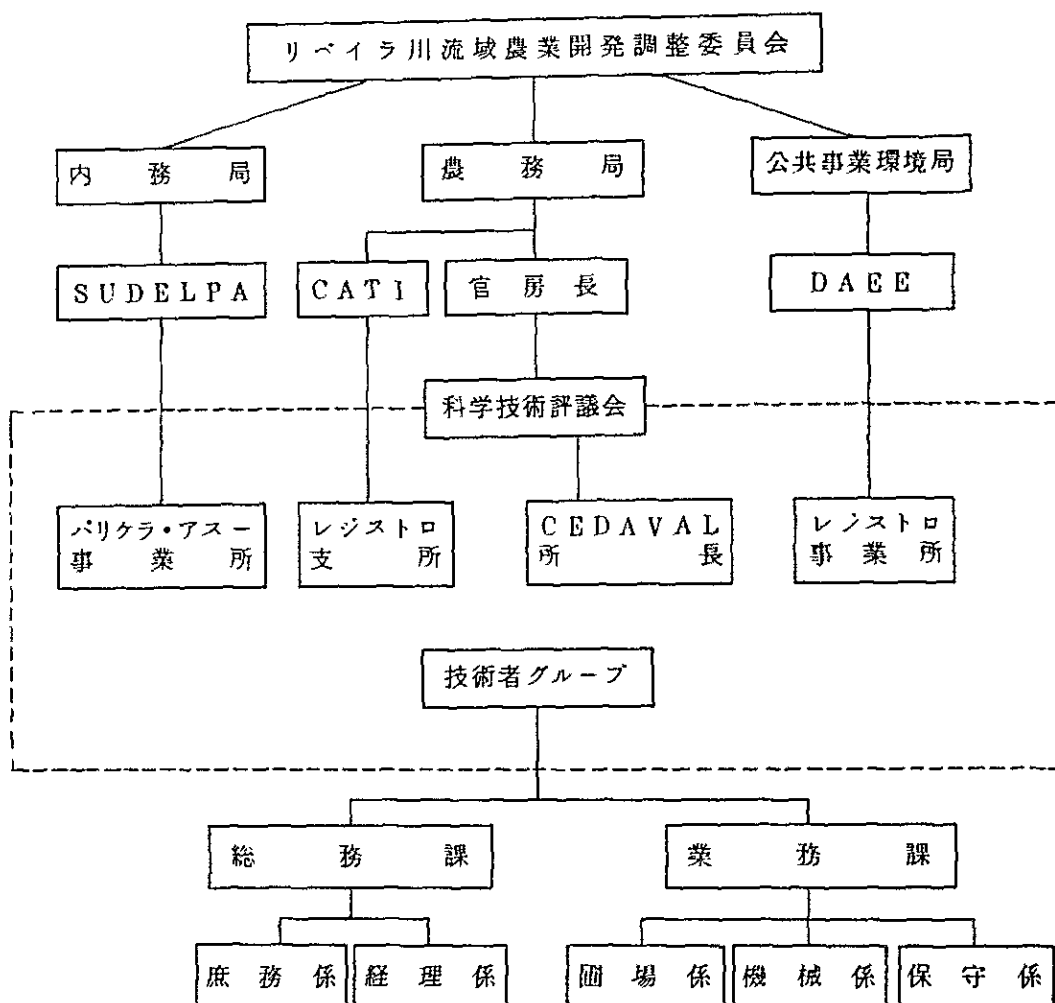 リベイラ川流域農業開発調整委員会
内務局
農務局
公共事業環境局
SUDELPA
CATI
官房長
DAEE
科学技術評議会
パリケラ・アスー
事業所
レジストロ
支所
CEDAVAL
所長
レジストロ
事業所
技術者グループ
総務課
業務課
庶務係
経理係
圃場係
機械係
保守係